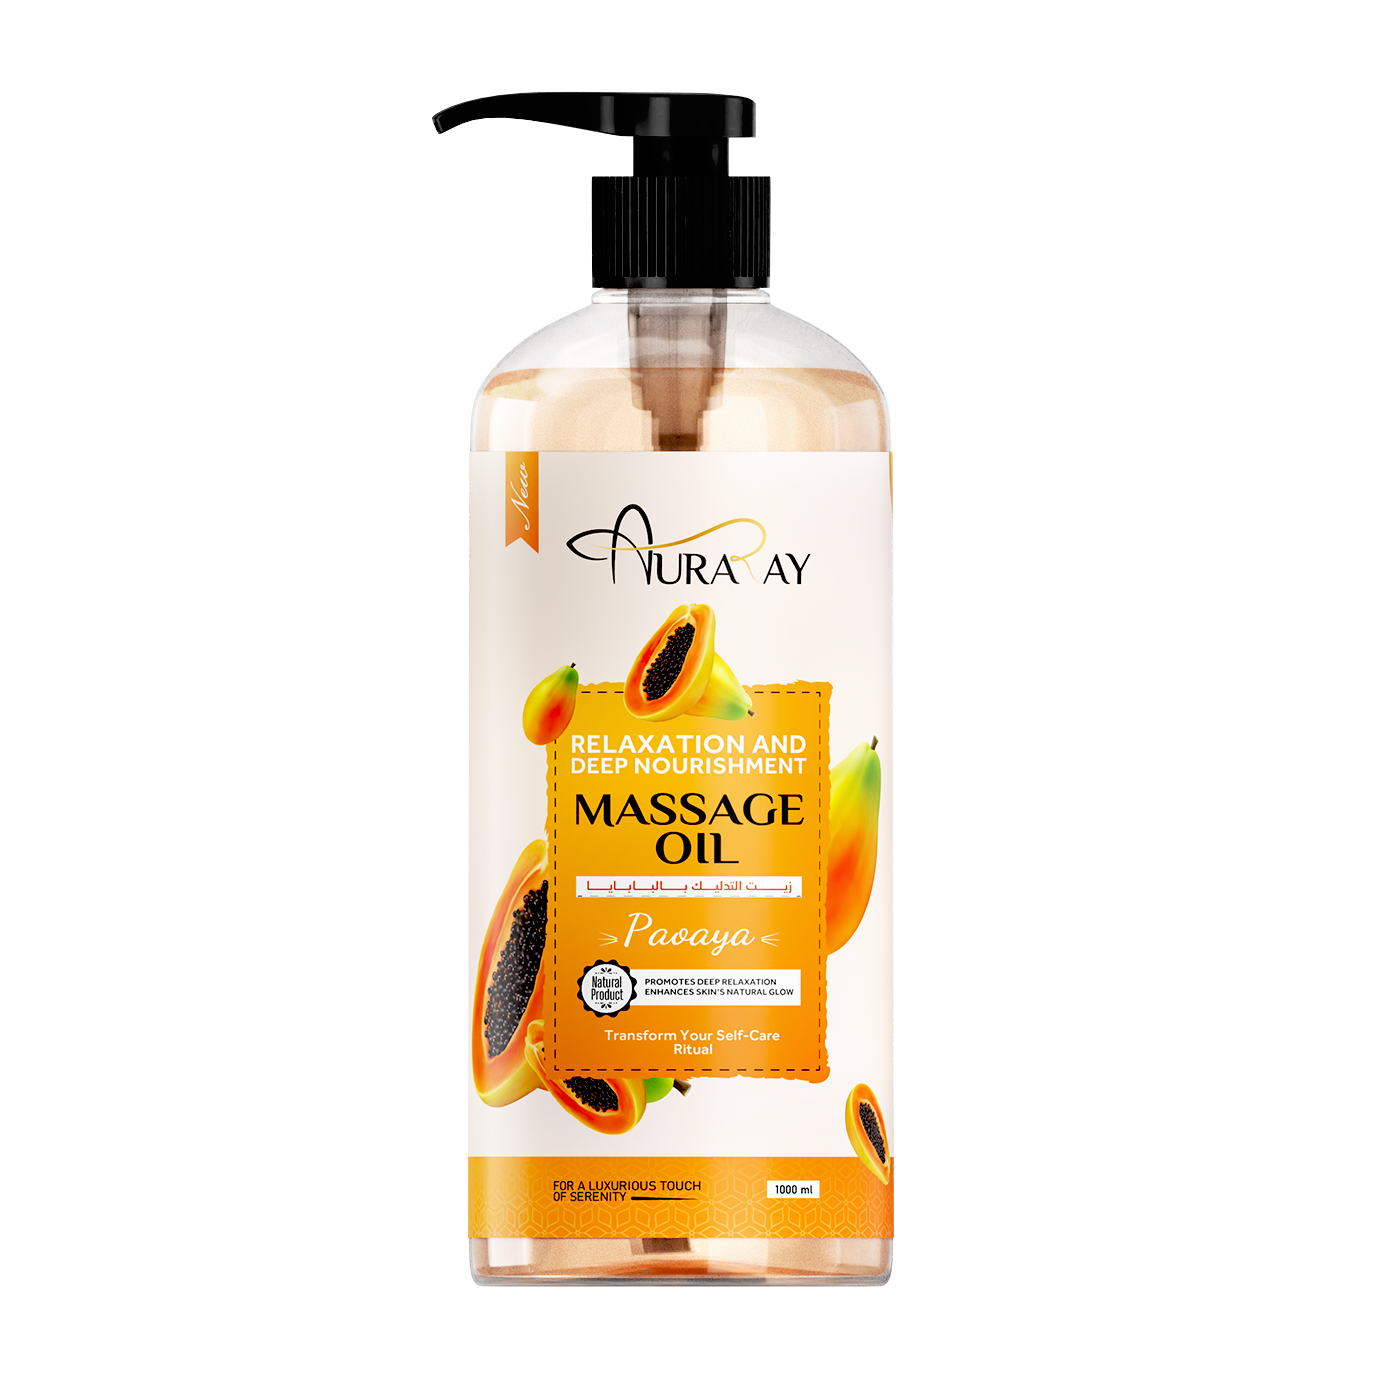 New
AURARAY
RELAXATION AND
DEEP NOURISHMENT
MASSAGE
OIL
زيت التدليك بالبابايا
Paoaya
Natural
Product
PROMOTES DEEP RELAXATION
ENHANCES SKIN'S NATURAL GLOW
Transform Your Self-Care
Ritual
FOR A LUXURIOUS TOUCH
OF SERENITY
1000 ml